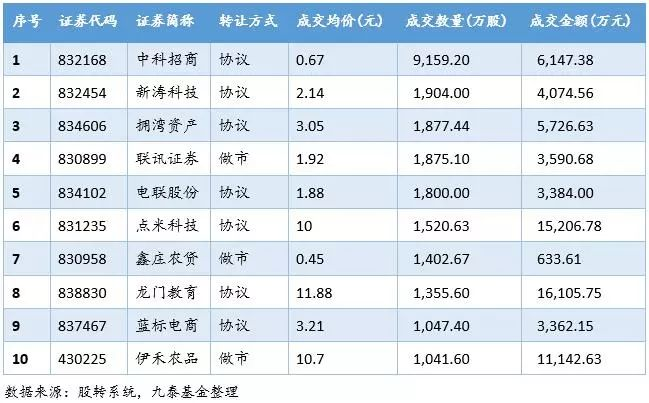 序号 证券代码 证券简称 转让方式 成交均价(元) 成交数量(万股) 成交金额(万元)
1 832168 中科招商 协议 0.67 9,159.20 6,147.38
2 832454 新涛科技 协议 2.14 1,904.00 4,074.56
3 834606 拥湾资产 协议 3.05 1,877.44 5,726.63
4 830899 联讯证券 做市 1.92 1,875.10 3,590.68
5 834102 电联股份 协议 1.88 1,800.00 3,384.00
6 831235 点米科技 协议 10 1,520.63 15,206.78
7 830958 鑫庄农贷 做市 0.45 1,402.67 633.61
8 838830 龙门教育 协议 11.88 1,355.60 16,105.75
9 837467 蓝标电商 协议 3.21 1,047.40 3,362.15
10 430225 伊禾农品 做市 10.7 1,041.60 11,142.63
数据来源：股转系统，九泰基金整理